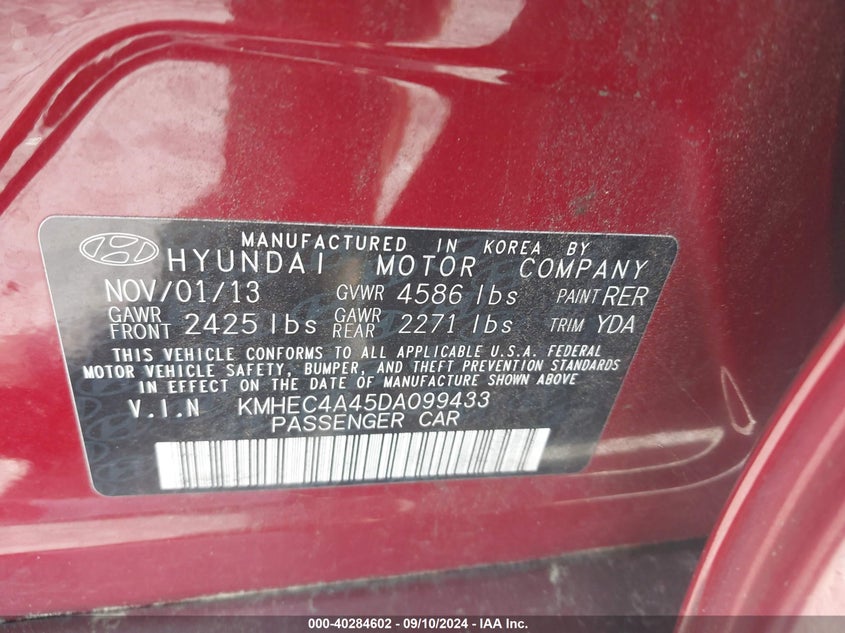 MANUFACTURED IN KOREA BY
HYUNDAI MOTOR COMPANY
NOV/01/13 GVWR 4586 lbs PAINT RER
GAWR FRONT 2425 lbs GAWR REAR 2271 lbs TRIM YDA
THIS VEHICLE CONFORMS TO ALL APPLICABLE U.S.A. FEDERAL
MOTOR VEHICLE SAFETY, BUMPER, AND THEFT PREVENTION STANDARDS
IN EFFECT ON THE DATE OF MANUFACTURE SHOWN ABOVE
V.I.N KMHEC4A45DA099433
PASSENGER CAR
000-40284602 - 09/10/2024 - IAA Inc.